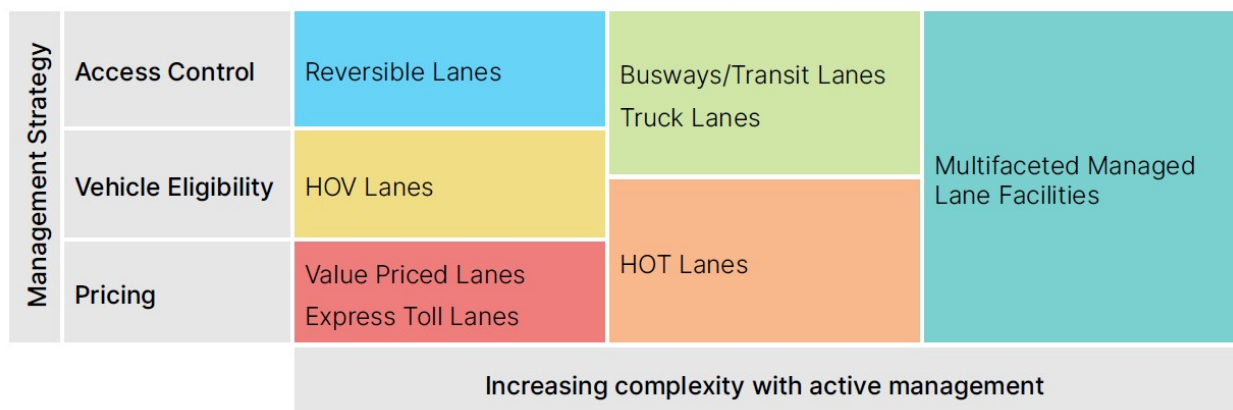 Management Strategy
Access Control
Reversible Lanes
Busways/Transit Lanes
Truck Lanes
Multifaceted Managed
Lane Facilities
Vehicle Eligibility
HOV Lanes
HOT Lanes
Pricing
Value Priced Lanes
Express Toll Lanes
Increasing complexity with active management